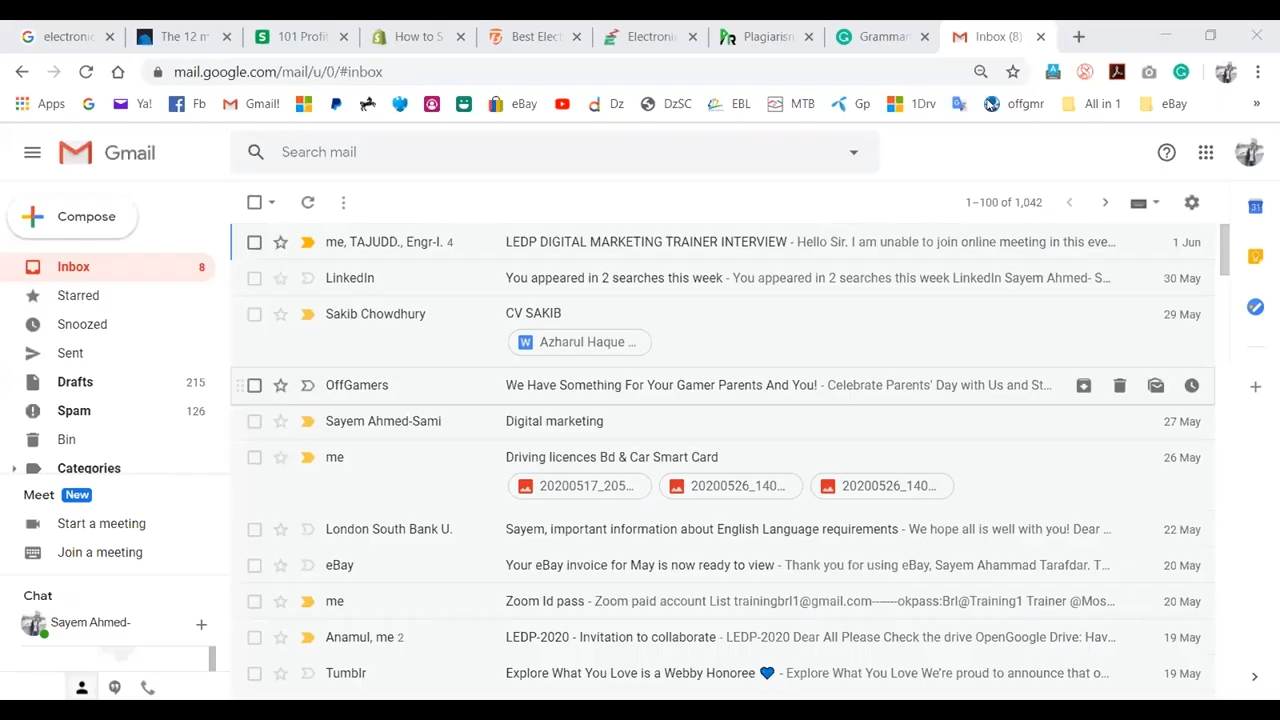 electronic
The 12 m
101 Profit
How to S
Best Elect
Electronic
Plagiarism
Grammar
Inbox (8)
mail.google.com/mail/u/0/#inbox
Apps
Ya!
Fb
Gmail!
eBay
Dz
DzSC
EBL
MTB
Gp
1Drv
offgmr
All in 1
eBay
»
Gmail
Search mail
Compose
1–100 of 1,042
Inbox 8
Starred
Snoozed
Sent
Drafts 215
Spam 126
Bin
Categories
Meet New
Start a meeting
Join a meeting
Chat
Sayem Ahmed-
me, TAJUDD., Engr-I. 4 LEDP DIGITAL MARKETING TRAINER INTERVIEW - Hello Sir. I am unable to join online meeting in this eve... 1 Jun
LinkedIn You appeared in 2 searches this week - You appeared in 2 searches this week LinkedIn Sayem Ahmed- S... 30 May
Sakib Chowdhury CV SAKIB 29 May
Azharul Haque ...
OffGamers We Have Something For Your Gamer Parents And You! - Celebrate Parents' Day with Us and St...
Sayem Ahmed-Sami Digital marketing 27 May
me Driving licences Bd & Car Smart Card 26 May
20200517_205... 20200526_140... 20200526_140...
London South Bank U. Sayem, important information about English Language requirements - We hope all is well with you! Dear ... 22 May
eBay Your eBay invoice for May is now ready to view - Thank you for using eBay, Sayem Ahammad Tarafdar. T... 20 May
me Zoom Id pass - Zoom paid account List trainingbrl1@gmail.com-------okpass:Brl@Training1 Trainer @Mos... 20 May
Anamul, me 2 LEDP-2020 - Invitation to collaborate - LEDP-2020 Dear All Please Check the drive OpenGoogle Drive: Hav... 19 May
Tumblr Explore What You Love is a Webby Honoree 💙 - Explore What You Love We're proud to announce that o... 19 May